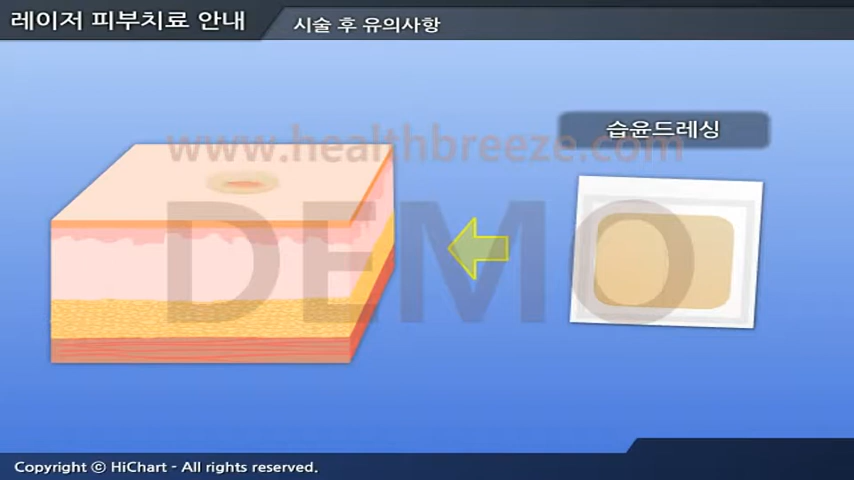 레이저 피부치료 안내
시술 후 유의사항
습윤드레싱
www.healthbreeze.com
DEMO
Copyright ⓒ HiChart - All rights reserved.